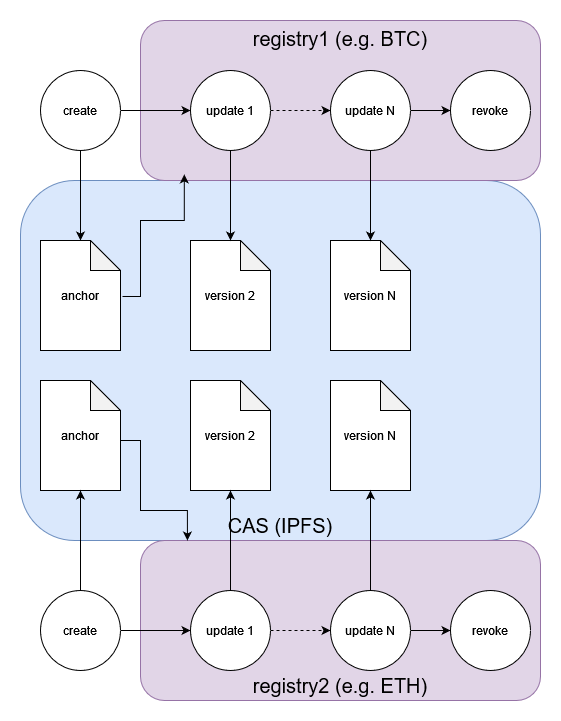 registry1 (e.g. BTC)
create
update 1
update N
revoke
anchor
version 2
version N
anchor
version 2
version N
CAS (IPFS)
create
update 1
update N
revoke
registry2 (e.g. ETH)